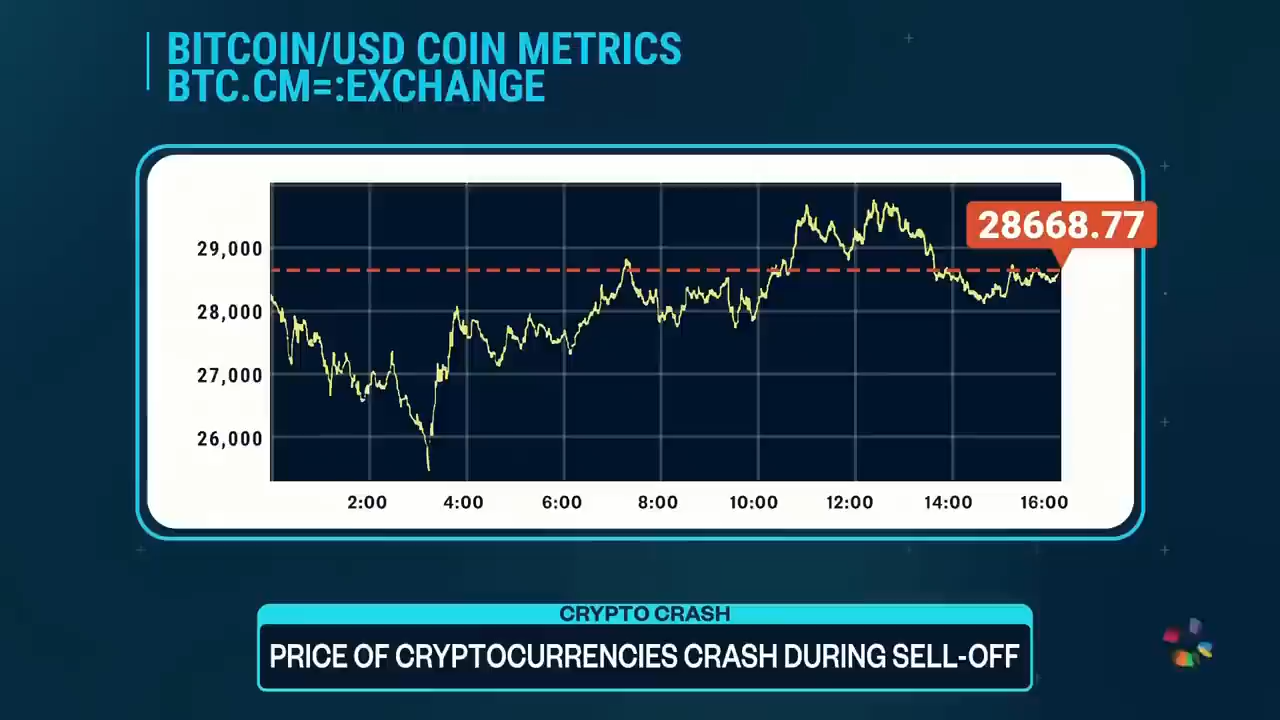 BITCOIN/USD COIN METRICS
BTC.CM=:EXCHANGE
28668.77
29,000
28,000
27,000
26,000
2:00 4:00 6:00 8:00 10:00 12:00 14:00 16:00
CRYPTO CRASH
PRICE OF CRYPTOCURRENCIES CRASH DURING SELL-OFF